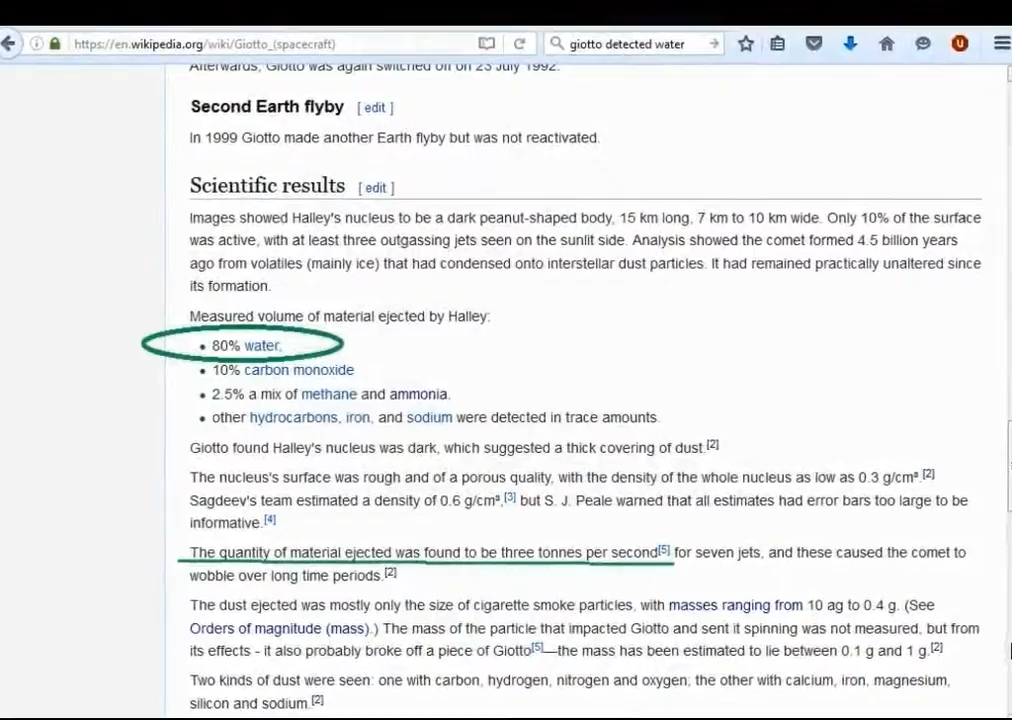 https://en.wikipedia.org/wiki/Giotto_(spacecraft)
giotto detected water
Afterwards, Giotto was again switched off on 23 July 1992.
Second Earth flyby [ edit ]
In 1999 Giotto made another Earth flyby but was not reactivated.
Scientific results [ edit ]
Images showed Halley's nucleus to be a dark peanut-shaped body, 15 km long, 7 km to 10 km wide. Only 10% of the surface
was active, with at least three outgassing jets seen on the sunlit side. Analysis showed the comet formed 4.5 billion years
ago from volatiles (mainly ice) that had condensed onto interstellar dust particles. It had remained practically unaltered since
its formation.
Measured volume of material ejected by Halley:
• 80% water,
• 10% carbon monoxide
• 2.5% a mix of methane and ammonia.
• other hydrocarbons, iron, and sodium were detected in trace amounts.
Giotto found Halley's nucleus was dark, which suggested a thick covering of dust.[2]
The nucleus's surface was rough and of a porous quality, with the density of the whole nucleus as low as 0.3 g/cm³.[2]
Sagdeev's team estimated a density of 0.6 g/cm³,[3] but S. J. Peale warned that all estimates had error bars too large to be
informative.[4]
The quantity of material ejected was found to be three tonnes per second[5] for seven jets, and these caused the comet to
wobble over long time periods.[2]
The dust ejected was mostly only the size of cigarette smoke particles, with masses ranging from 10 ag to 0.4 g. (See
Orders of magnitude (mass).) The mass of the particle that impacted Giotto and sent it spinning was not measured, but from
its effects - it also probably broke off a piece of Giotto[5]—the mass has been estimated to lie between 0.1 g and 1 g.[2]
Two kinds of dust were seen: one with carbon, hydrogen, nitrogen and oxygen; the other with calcium, iron, magnesium,
silicon and sodium.[2]